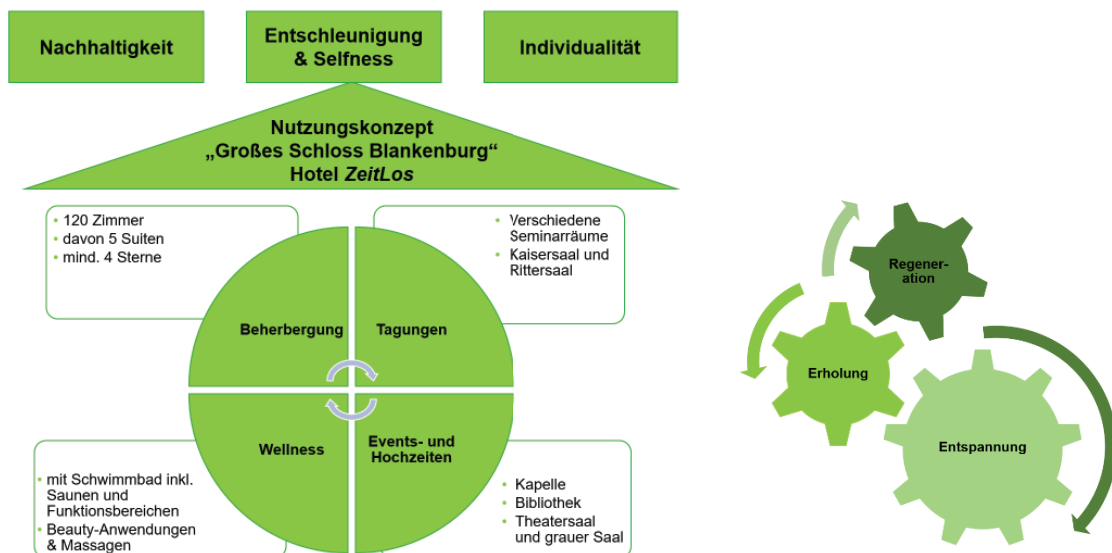 Nachhaltigkeit
Entschleunigung
& Selfness
Individualität
Nutzungskonzept
„Großes Schloss Blankenburg“
Hotel ZeitLos
• 120 Zimmer
• davon 5 Suiten
• mind. 4 Sterne
• Verschiedene
Seminarräume
• Kaisersaal und
Rittersaal
Beherbergung
Tagungen
Wellness
Events- und
Hochzeiten
• mit Schwimmbad inkl.
Saunen und
Funktionsbereichen
• Beauty-Anwendungen
& Massagen
• Kapelle
• Bibliothek
• Theatersaal
und grauer Saal
Regener-
ation
Erholung
Entspannung